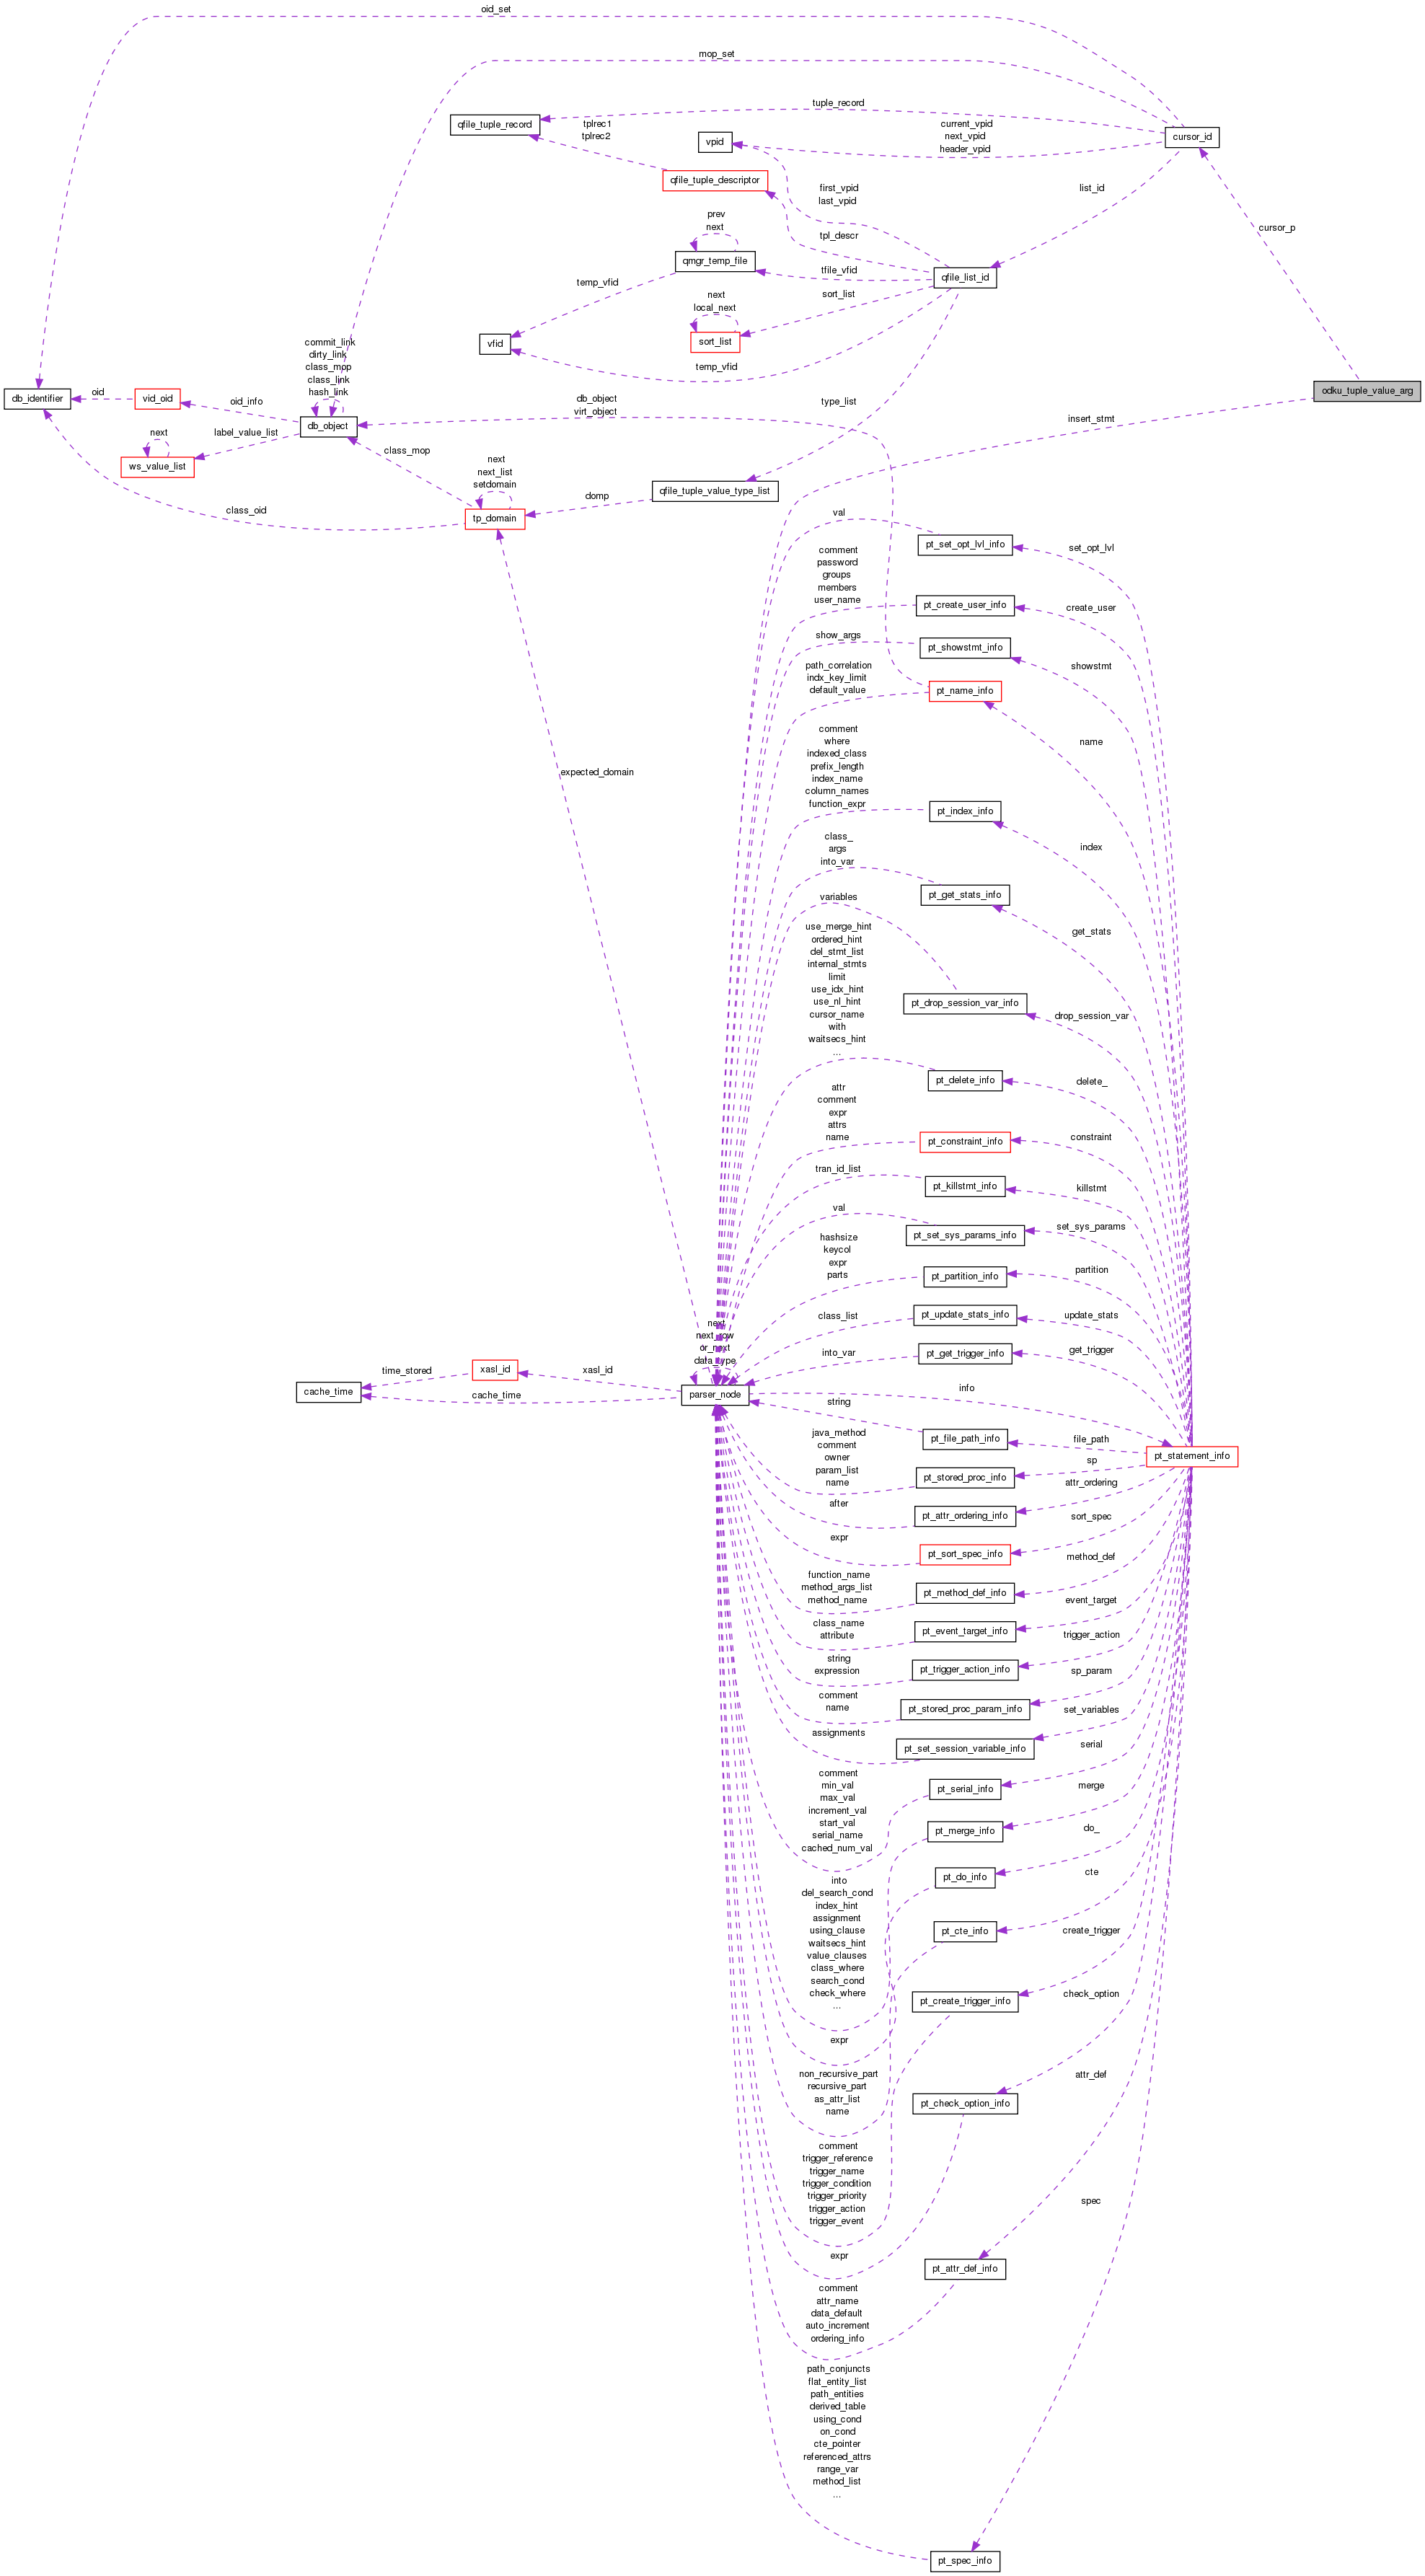 oid_set
mop_set
tuple_record
qfile_tuple_record
tplrec1
tplrec2
vpid
current_vpid
next_vpid
header_vpid
cursor_id
qfile_tuple_descriptor
first_vpid
last_vpid
list_id
cursor_p
prev
next
tpl_descr
qmgr_temp_file
tfile_vfid
qfile_list_id
temp_vfid
next
local_next
sort_list
sort_list
vfid
temp_vfid
commit_link
dirty_link
class_mop
class_link
hash_link
db_identifier
oid
vid_oid
oid_info
db_object
db_object
virt_object
type_list
odku_tuple_value_arg
insert_stmt
next
label_value_list
ws_value_list
class_mop
next
next_list
setdomain
tp_domain
domp
qfile_tuple_value_type_list
class_oid
val
pt_set_opt_lvl_info
set_opt_lvl
comment
password
groups
members
user_name
pt_create_user_info
create_user
show_args
pt_showstmt_info
showstmt
path_correlation
indx_key_limit
default_value
pt_name_info
name
expected_domain
comment
where
indexed_class
prefix_length
index_name
column_names
function_expr
pt_index_info
index
class_
args
into_var
pt_get_stats_info
get_stats
variables
pt_drop_session_var_info
drop_session_var
use_merge_hint
ordered_hint
del_stmt_list
internal_stmts
limit
use_idx_hint
use_nl_hint
cursor_name
with
waitsecs_hint
...
pt_delete_info
delete_
attr
comment
expr
attrs
name
pt_constraint_info
constraint
tran_id_list
pt_killstmt_info
killstmt
val
pt_set_sys_params_info
set_sys_params
hashsize
keycol
expr
parts
pt_partition_info
partition
class_list
pt_update_stats_info
update_stats
next
next_row
or_next
data_type
into_var
pt_get_trigger_info
get_trigger
time_stored
xasl_id
xasl_id
cache_time
cache_time
parser_node
info
string
pt_file_path_info
file_path
pt_statement_info
java_method
comment
owner
param_list
name
pt_stored_proc_info
sp
after
pt_attr_ordering_info
attr_ordering
expr
pt_sort_spec_info
sort_spec
function_name
method_args_list
method_name
pt_method_def_info
method_def
class_name
attribute
pt_event_target_info
event_target
string
expression
pt_trigger_action_info
trigger_action
comment
name
pt_stored_proc_param_info
sp_param
assignments
pt_set_session_variable_info
set_variables
comment
min_val
max_val
increment_val
start_val
serial_name
cached_num_val
pt_serial_info
serial
pt_merge_info
merge
into
del_search_cond
index_hint
assignment
using_clause
waitsecs_hint
value_clauses
class_where
search_cond
check_where
...
pt_do_info
do_
expr
pt_cte_info
cte
non_recursive_part
recursive_part
as_attr_list
name
pt_create_trigger_info
create_trigger
comment
trigger_reference
trigger_name
trigger_condition
trigger_priority
trigger_action
trigger_event
pt_check_option_info
check_option
expr
pt_attr_def_info
attr_def
comment
attr_name
data_default
auto_increment
ordering_info
path_conjuncts
flat_entity_list
path_entities
derived_table
using_cond
on_cond
cte_pointer
referenced_attrs
range_var
method_list
...
pt_spec_info
spec